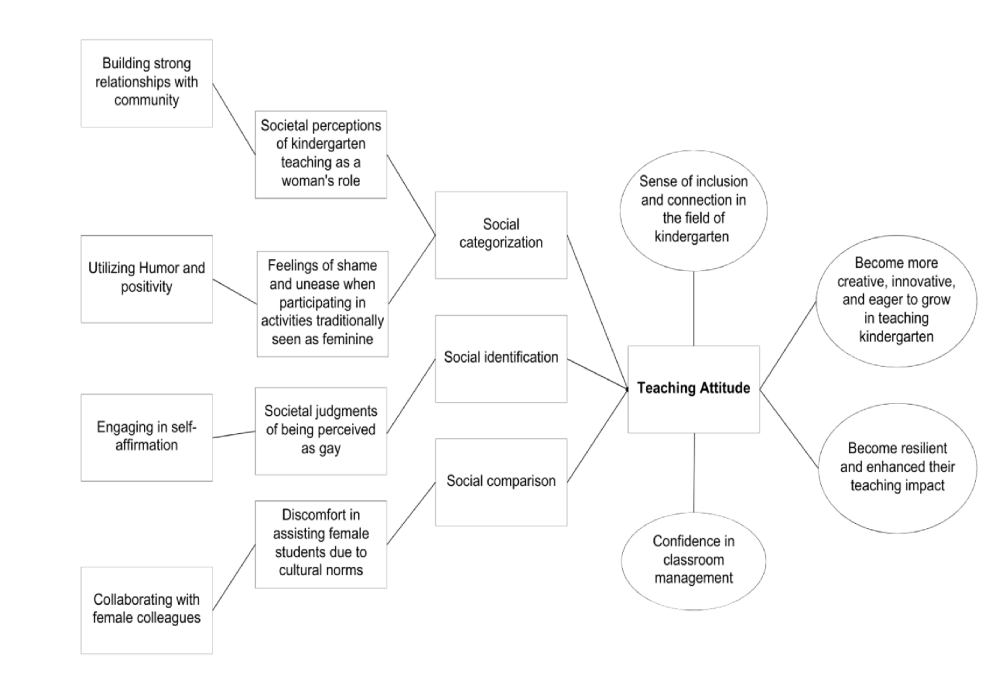 Building strong
relationships with
community
Societal perceptions
of kindergarten
teaching as a
woman's role
Social
categorization
Sense of inclusion
and connection in
the field of
kindergarten
Utilizing Humor and
positivity
Feelings of shame
and unease when
participating in
activities traditionally
seen as feminine
Become more
creative, innovative,
and eager to grow
in teaching
kindergarten
Social identification
Teaching Attitude
Engaging in self-
affirmation
Societal judgments
of being perceived
as gay
Social comparison
Become resilient
and enhanced their
teaching impact
Discomfort in
assisting female
students due to
cultural norms
Confidence in
classroom
management
Collaborating with
female colleagues